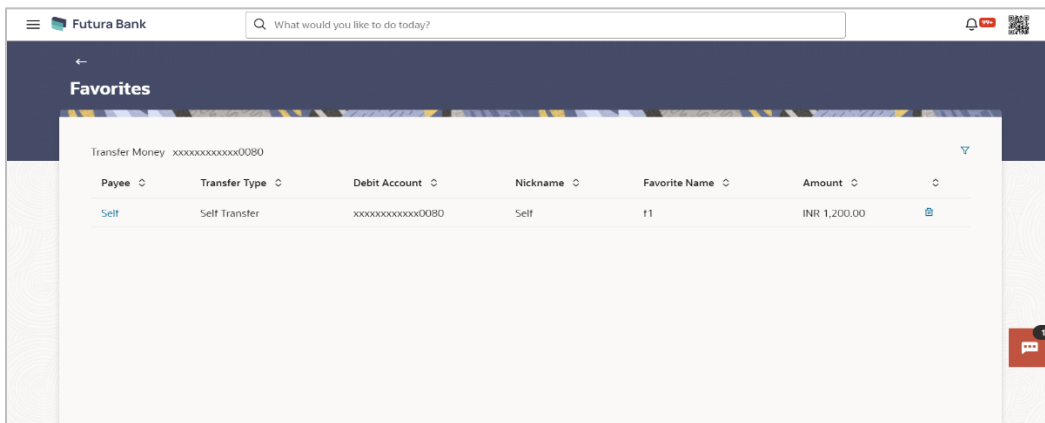 Futura Bank What would you like to do today? 99+
←
Favorites
Transfer Money xxxxxxxxxxxx0080
Payee Transfer Type Debit Account Nickname Favorite Name Amount
Self Self Transfer xxxxxxxxxxxx0080 Self f1 INR 1,200.00
1